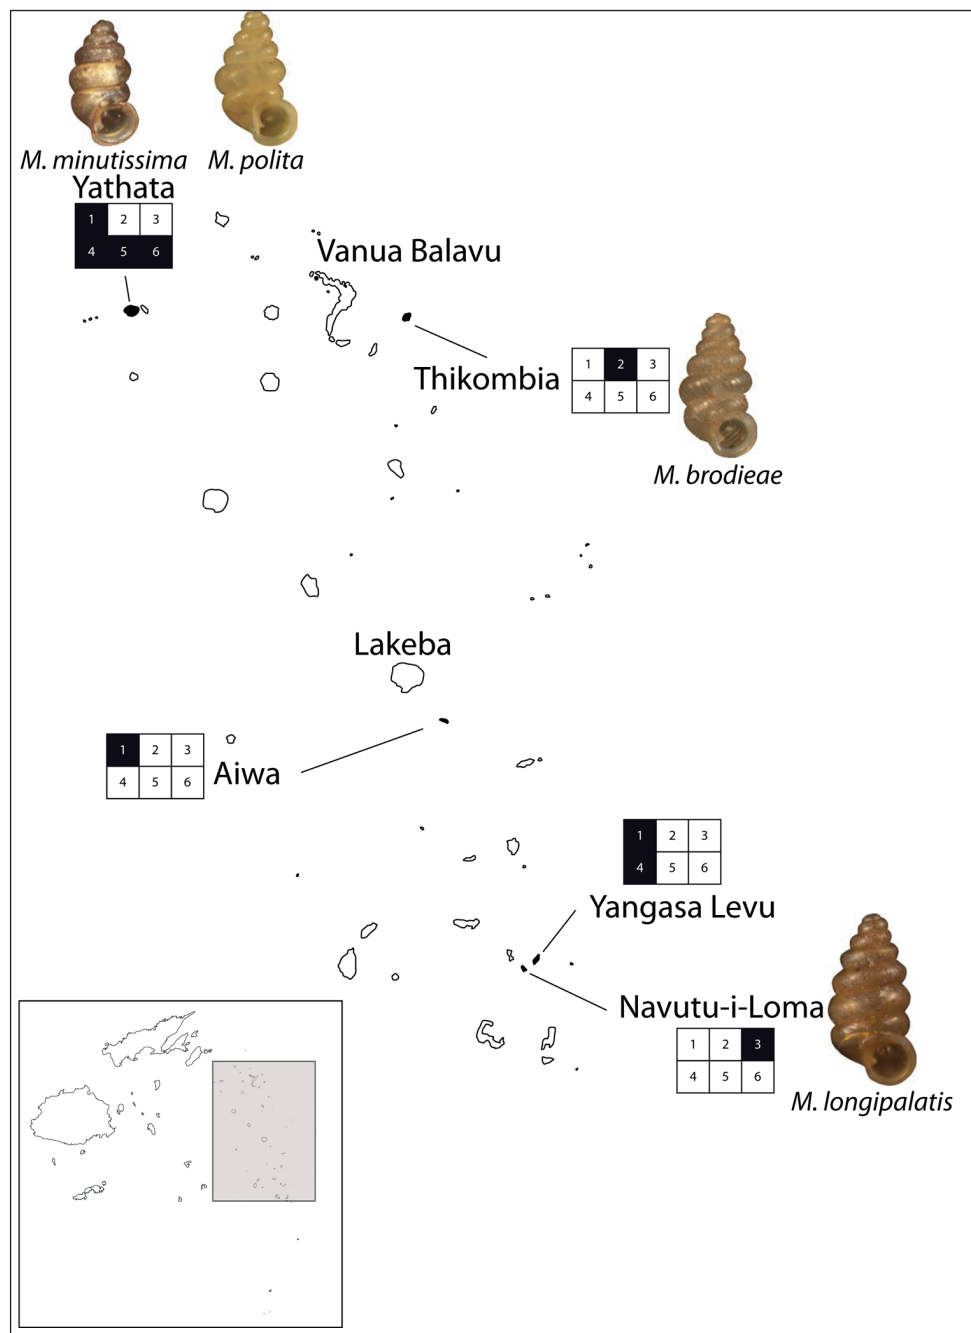 M. minutissima M. polita
Yathata
1 2 3
4 5 6
Vanua Balavu
Thikombia
1 2 3
4 5 6
M. brodieae
Lakeba
1 2 3
4 5 6
Aiwa
1 2 3
4 5 6
Yangasa Levu
Navutu-i-Loma
1 2 3
4 5 6
M. longipalatis